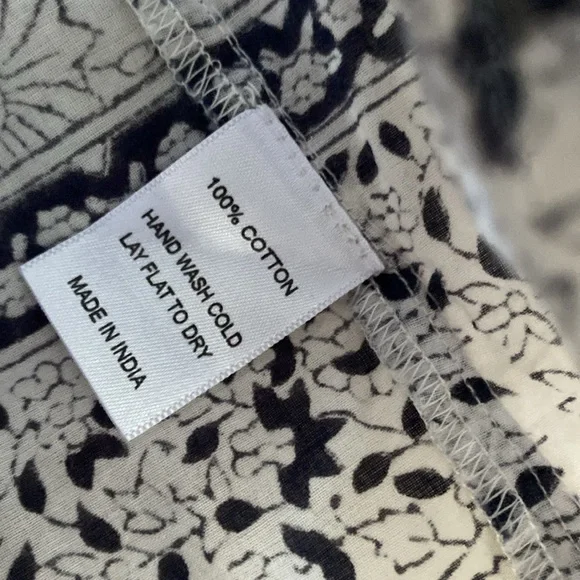 100% COTTON
HAND WASH COLD
LAY FLAT TO DRY
MADE IN INDIA